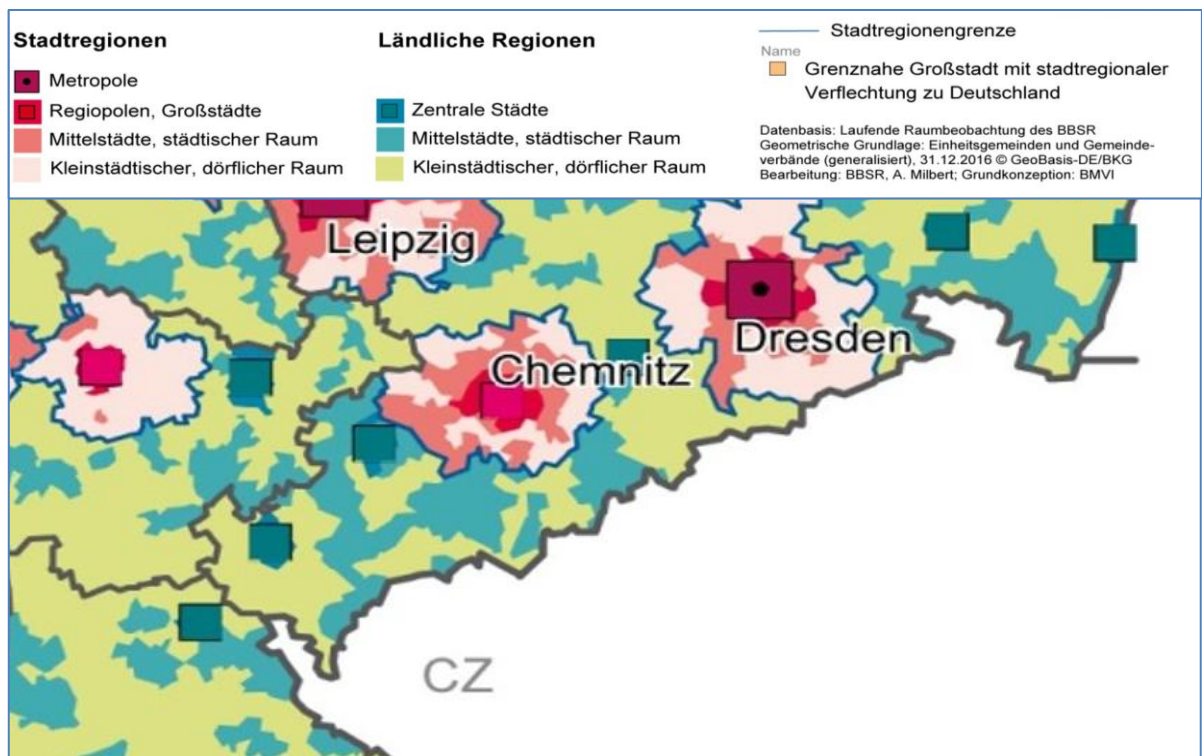 Stadtregionen
Metropole
Regiopolen, Großstädte
Mittelstädte, städtischer Raum
Kleinstädtischer, dörflicher Raum
Ländliche Regionen
Zentrale Städte
Mittelstädte, städtischer Raum
Kleinstädtischer, dörflicher Raum
Stadtregionengrenze
Name
Grenznahe Großstadt mit stadtregionaler
Verflechtung zu Deutschland
Datenbasis: Laufende Raumbeobachtung des BBSR
Geometrische Grundlage: Einheitsgemeinden und Gemeinde-
verbände (generalisiert), 31.12.2016 © GeoBasis-DE/BKG
Bearbeitung: BBSR, A. Milbert; Grundkonzeption: BMVI
Leipzig
Dresden
Chemnitz
CZ